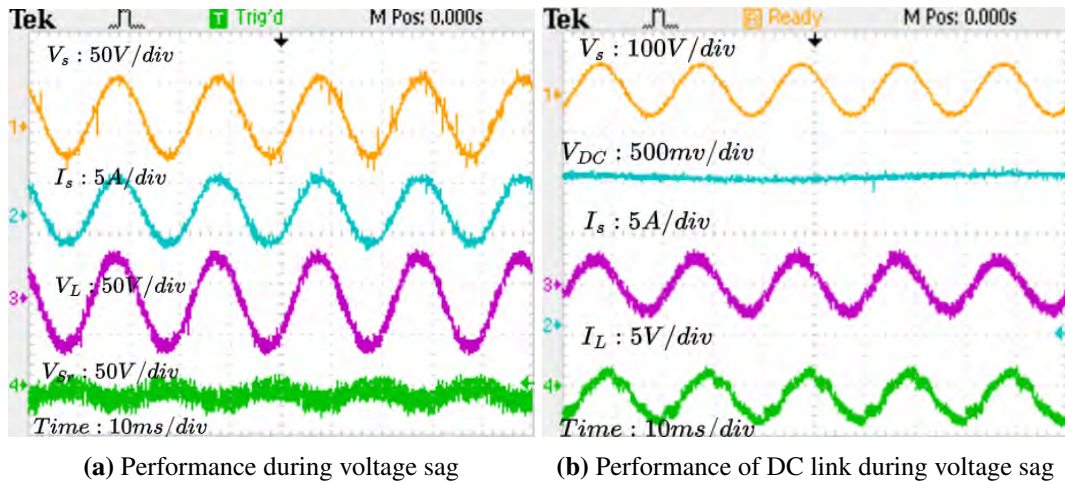 Tek Trig'd M Pos: 0.000s
V_s : 50V/div
1
I_s : 5A/div
2
V_L : 50V/div
3
V_Sr : 50V/div
4
Time : 10ms/div
(a) Performance during voltage sag
Tek Ready M Pos: 0.000s
V_s : 100V/div
1
V_DC : 500mv/div
I_s : 5A/div
3
2
I_L : 5V/div
4
Time : 10ms/div
(b) Performance of DC link during voltage sag